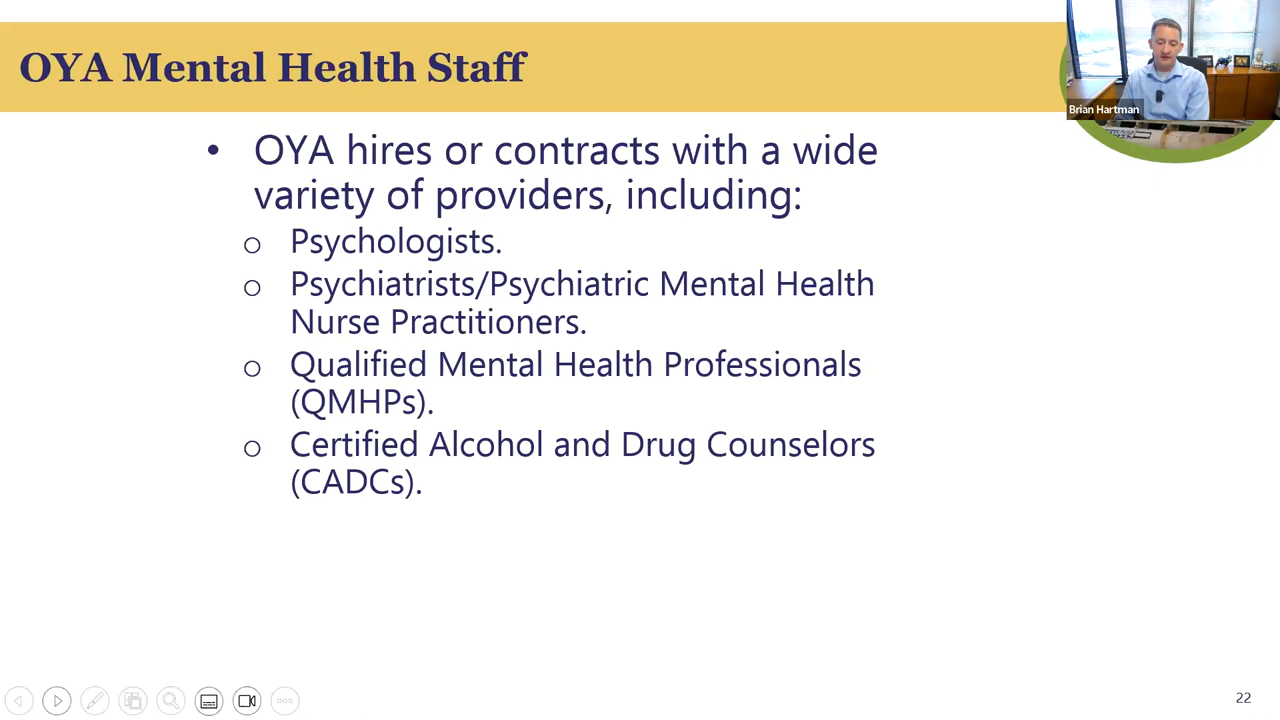 OYA Mental Health Staff
Brian Hartman
• OYA hires or contracts with a wide
variety of providers, including:
o Psychologists.
o Psychiatrists/Psychiatric Mental Health
Nurse Practitioners.
o Qualified Mental Health Professionals
(QMHPs).
o Certified Alcohol and Drug Counselors
(CADCs).
22